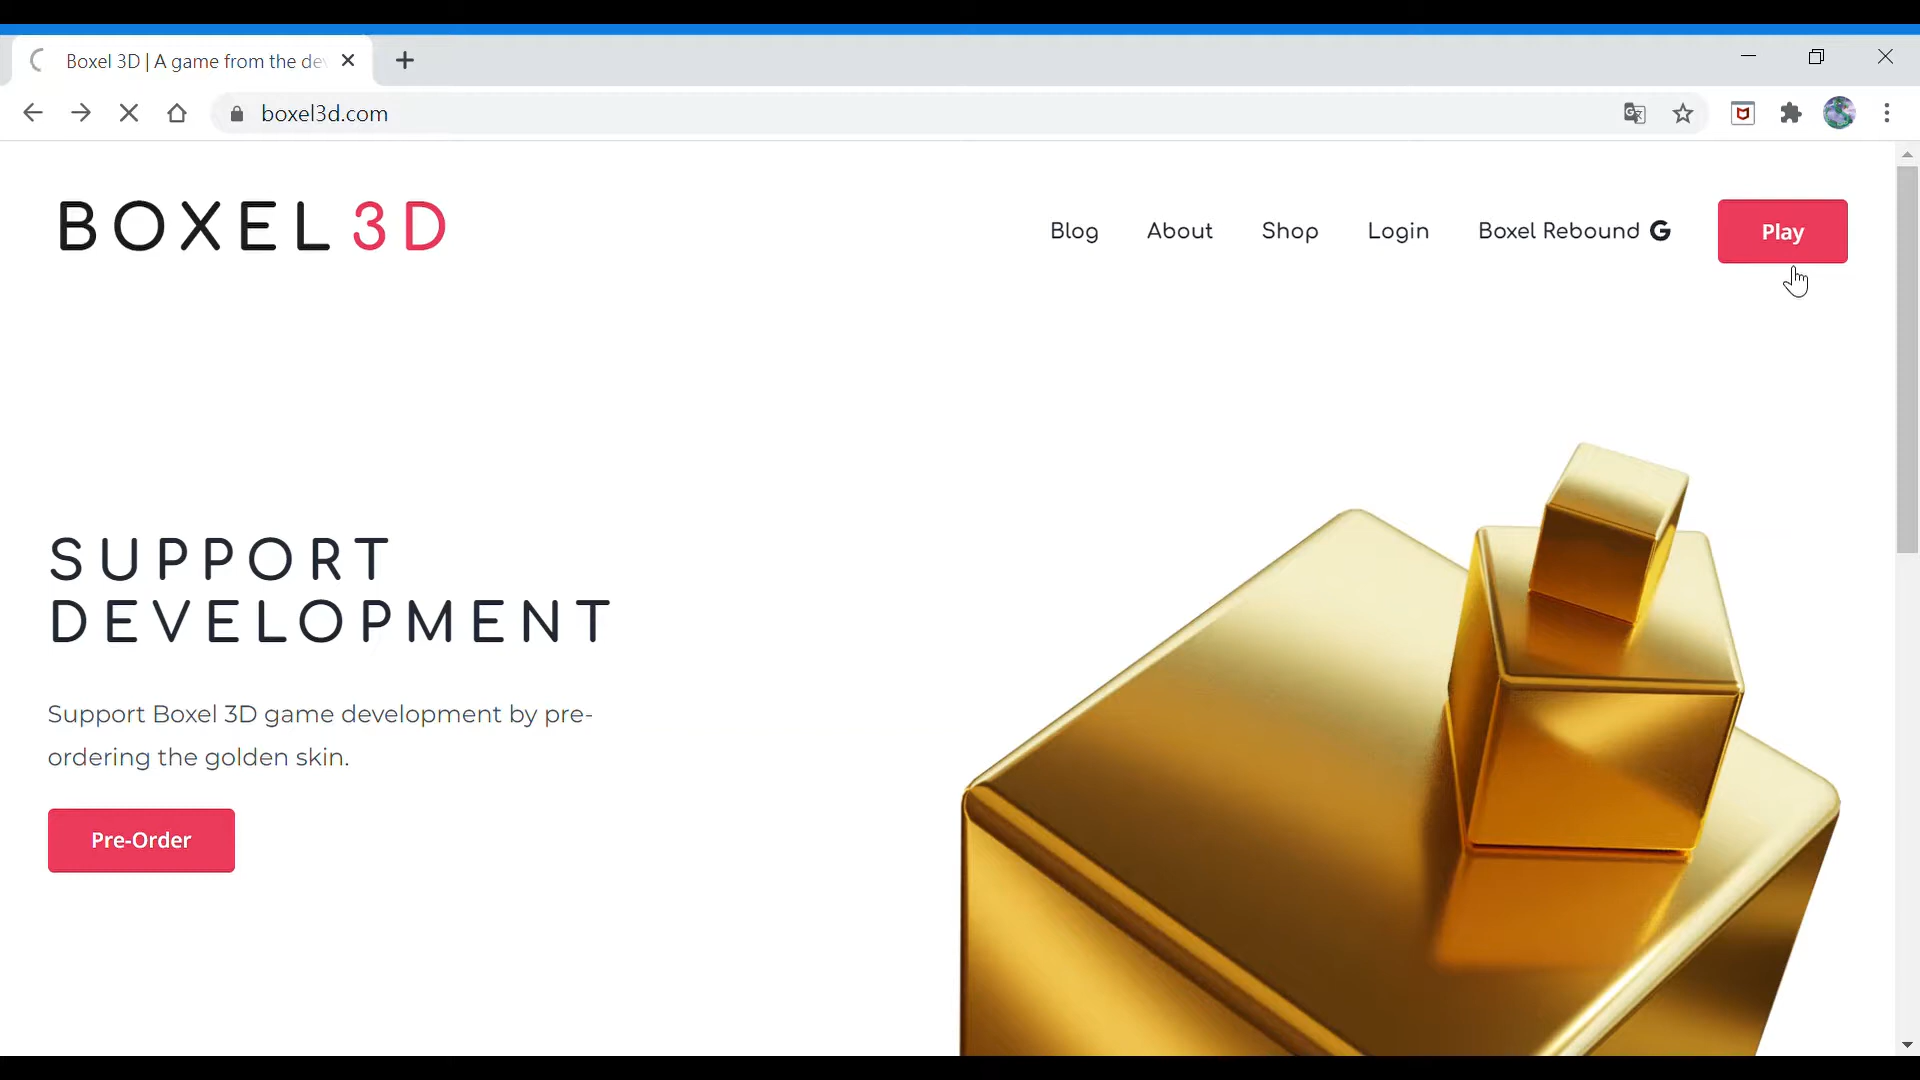 Boxel 3D | A game from the de
boxel3d.com
BOXEL 3D
Blog About Shop Login Boxel Rebound G Play
SUPPORT
DEVELOPMENT
Support Boxel 3D game development by pre-
ordering the golden skin.
Pre-Order